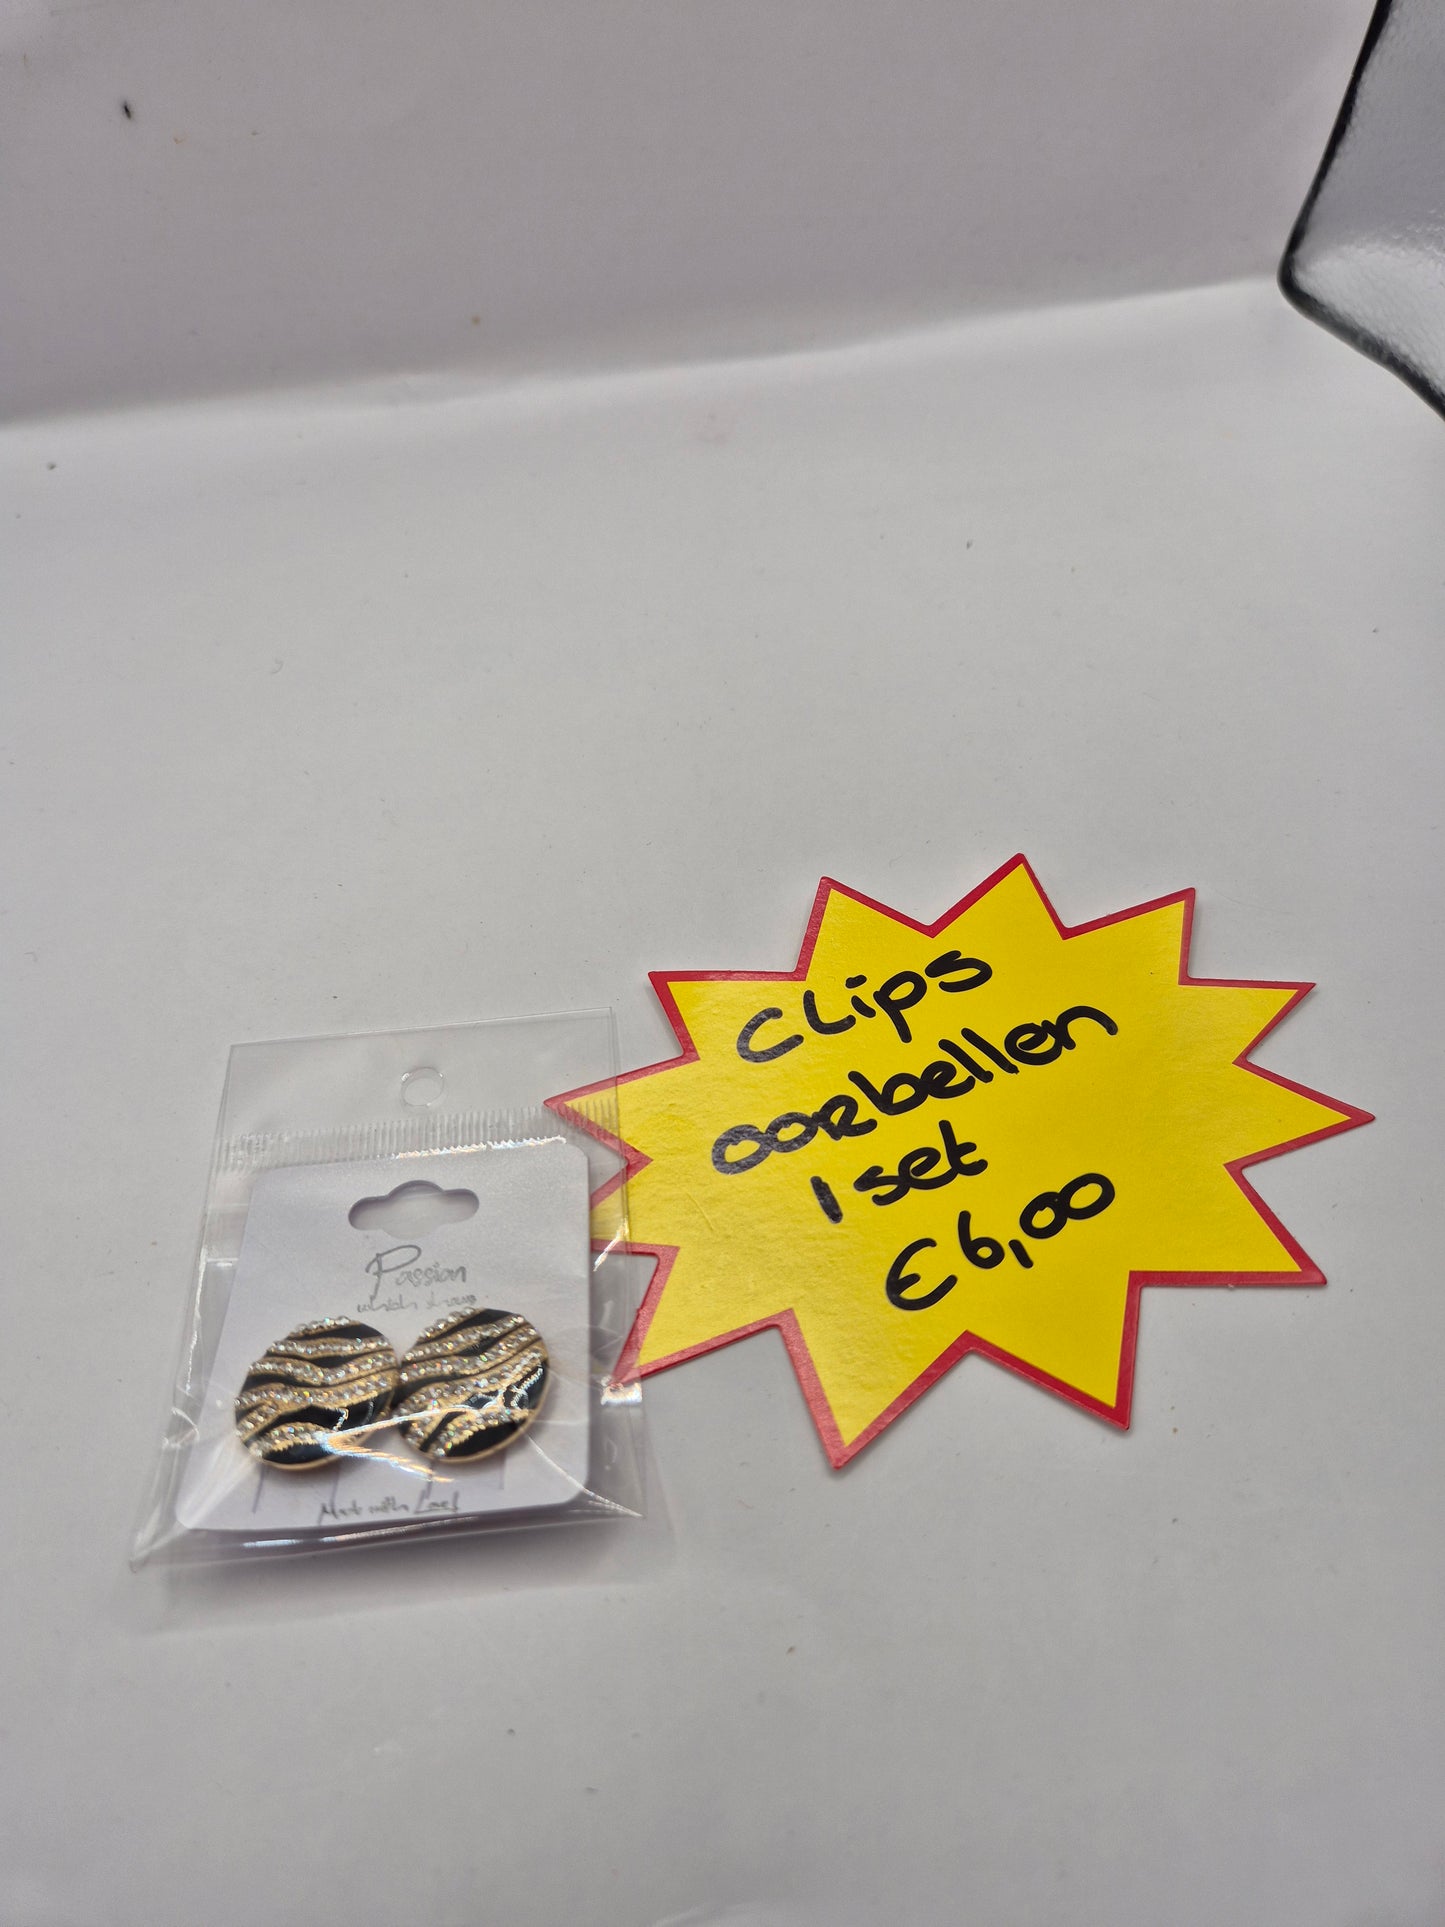 CLips
oorbellen
1 set
€6,00
Passion